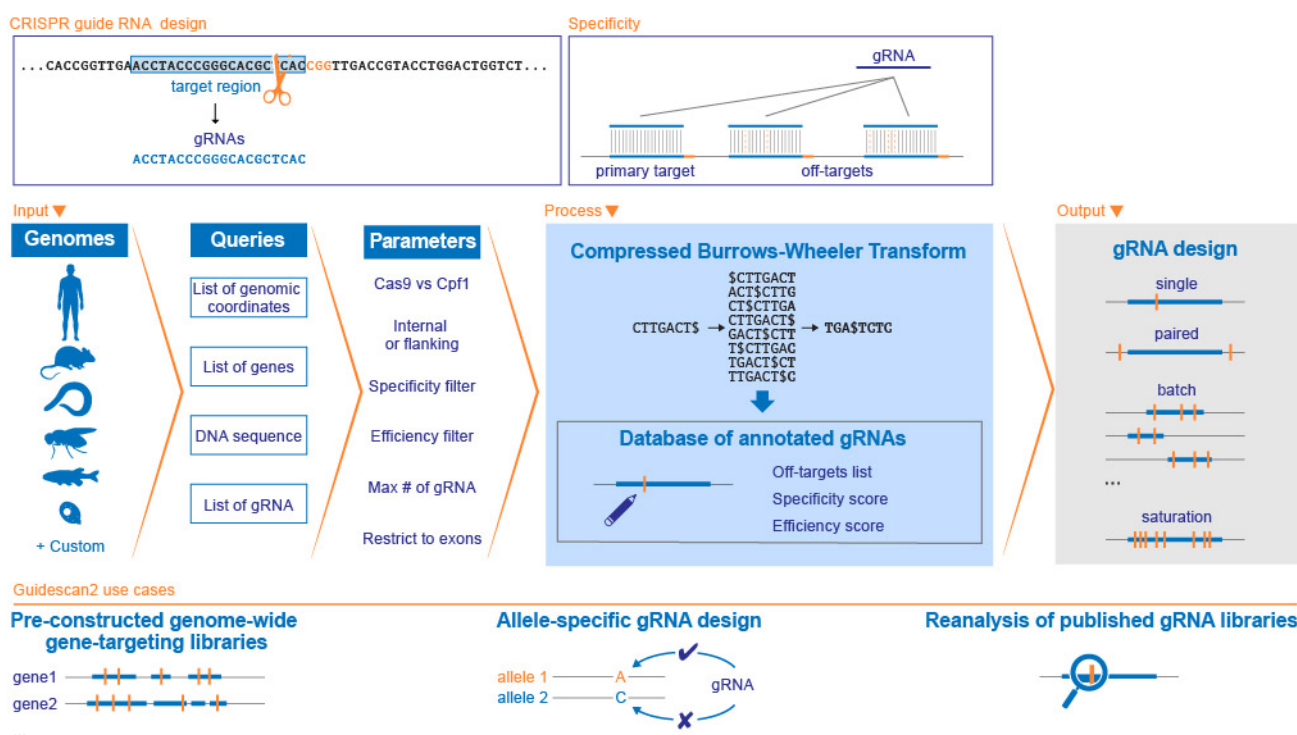 CRISPR guide RNA design
...CACCGGTTGAACCTACCCGGGCACGCTCACCGGTTGACCGTACCTGGACTGGTCT...
target region
gRNAs
ACCTACCCGGGCACGCTCAC
Specificity
gRNA
primary target
off-targets
Input
Genomes
+ Custom
Queries
List of genomic
coordinates
List of genes
DNA sequence
List of gRNA
Parameters
Cas9 vs Cpf1
Internal
or flanking
Specificity filter
Efficiency filter
Max # of gRNA
Restrict to exons
Process
Compressed Burrows-Wheeler Transform
CTTGACT$
$CTTGACT
ACT$CTTG
CT$CTTGA
CTTGACT$
GACT$CTT
T$CTTGAC
TGACT$CT
TTGACT$C
TGA$TCTC
Database of annotated gRNAs
Off-targets list
Specificity score
Efficiency score
Output
gRNA design
single
paired
batch
...
saturation
Guidescan2 use cases
Pre-constructed genome-wide
gene-targeting libraries
gene1
gene2
Allele-specific gRNA design
allele 1 A
allele 2 C
gRNA
Reanalysis of published gRNA libraries